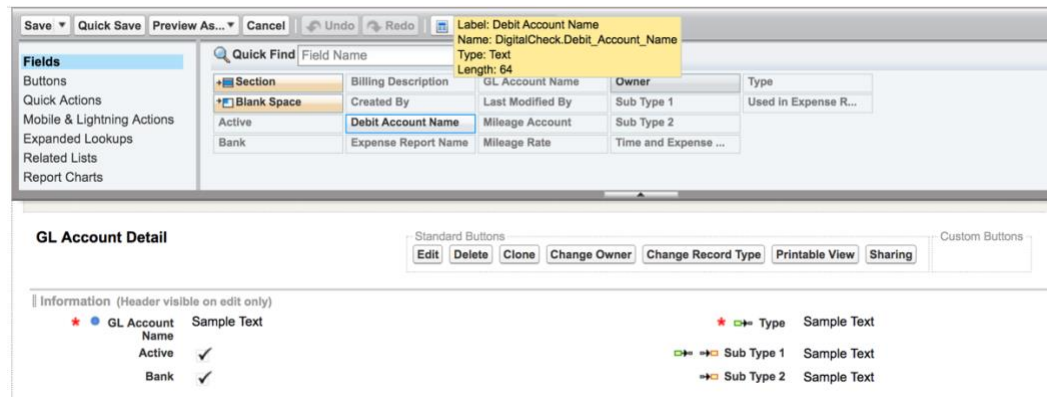 Save Quick Save Preview As... Cancel Undo Redo
Label: Debit Account Name
Name: DigitalCheck.Debit_Account_Name
Type: Text
Length: 64
Fields
Buttons
Quick Actions
Mobile & Lightning Actions
Expanded Lookups
Related Lists
Report Charts
Quick Find Field Name
Section Billing Description GL Account Name Owner Type
Blank Space Created By Last Modified By Sub Type 1 Used in Expense R...
Active Debit Account Name Mileage Account Sub Type 2
Bank Expense Report Name Mileage Rate Time and Expense ...
GL Account Detail
Standard Buttons
Edit Delete Clone Change Owner Change Record Type Printable View Sharing
Custom Buttons
Information (Header visible on edit only)
* GL Account Name Sample Text
* Type Sample Text
Active
Sub Type 1 Sample Text
Bank
Sub Type 2 Sample Text